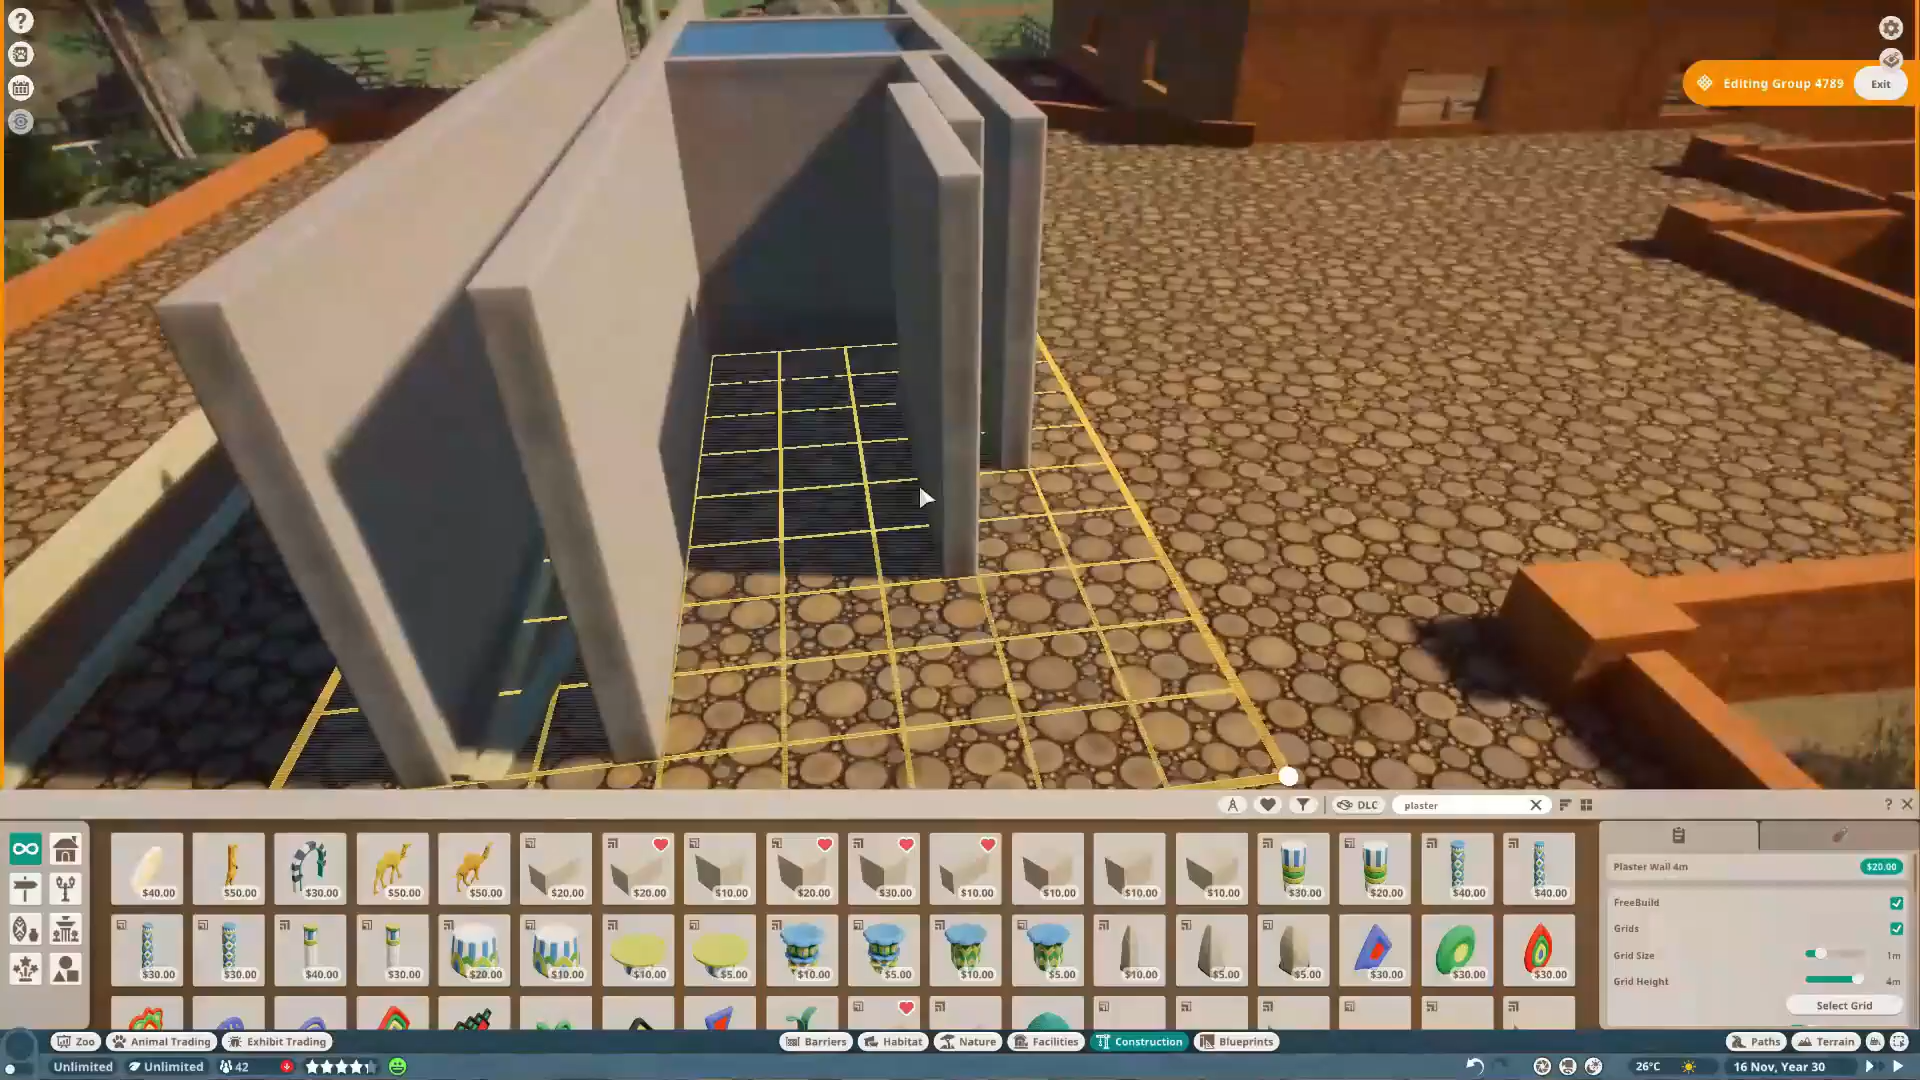 ?
Editing Group 4789
Exit
DLC
plaster
?
$40.00
$50.00
$30.00
$50.00
$50.00
$20.00
$20.00
$10.00
$20.00
$30.00
$10.00
$10.00
$10.00
$10.00
$30.00
$20.00
$40.00
$40.00
Plaster Wall 4m
$20.00
FreeBuild
Grids
Grid Size
1m
Grid Height
4m
Select Grid
$30.00
$30.00
$40.00
$30.00
$20.00
$10.00
$10.00
$5.00
$10.00
$5.00
$10.00
$5.00
$10.00
$5.00
$5.00
$30.00
$30.00
$30.00
Zoo
Animal Trading
Exhibit Trading
Barriers
Habitat
Nature
Facilities
Construction
Blueprints
Paths
Terrain
Unlimited
Unlimited
42
26°C
16 Nov, Year 30